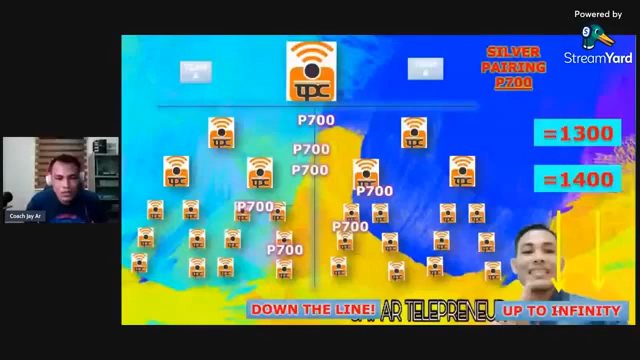 Powered by
StreamYard
SILVER
PAIRING
P700
TPC
P700
=1300
P700
P700
=1400
P700
P700
P700
P700
Coach Jay Ar
DOWN THE LINE!
AR TELEPRENEUR
UP TO INFINITY